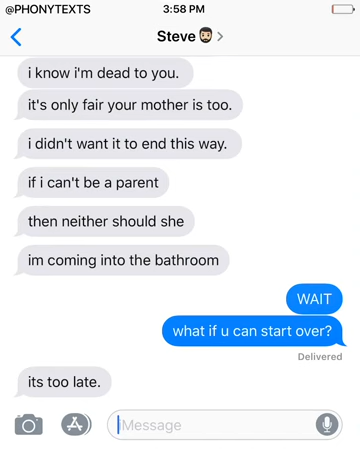 @PHONYTEXTS 3:58 PM
Steve
i know i'm dead to you.
it's only fair your mother is too.
i didn't want it to end this way.
if i can't be a parent
then neither should she
im coming into the bathroom
WAIT
what if u can start over?
Delivered
its too late.
iMessage